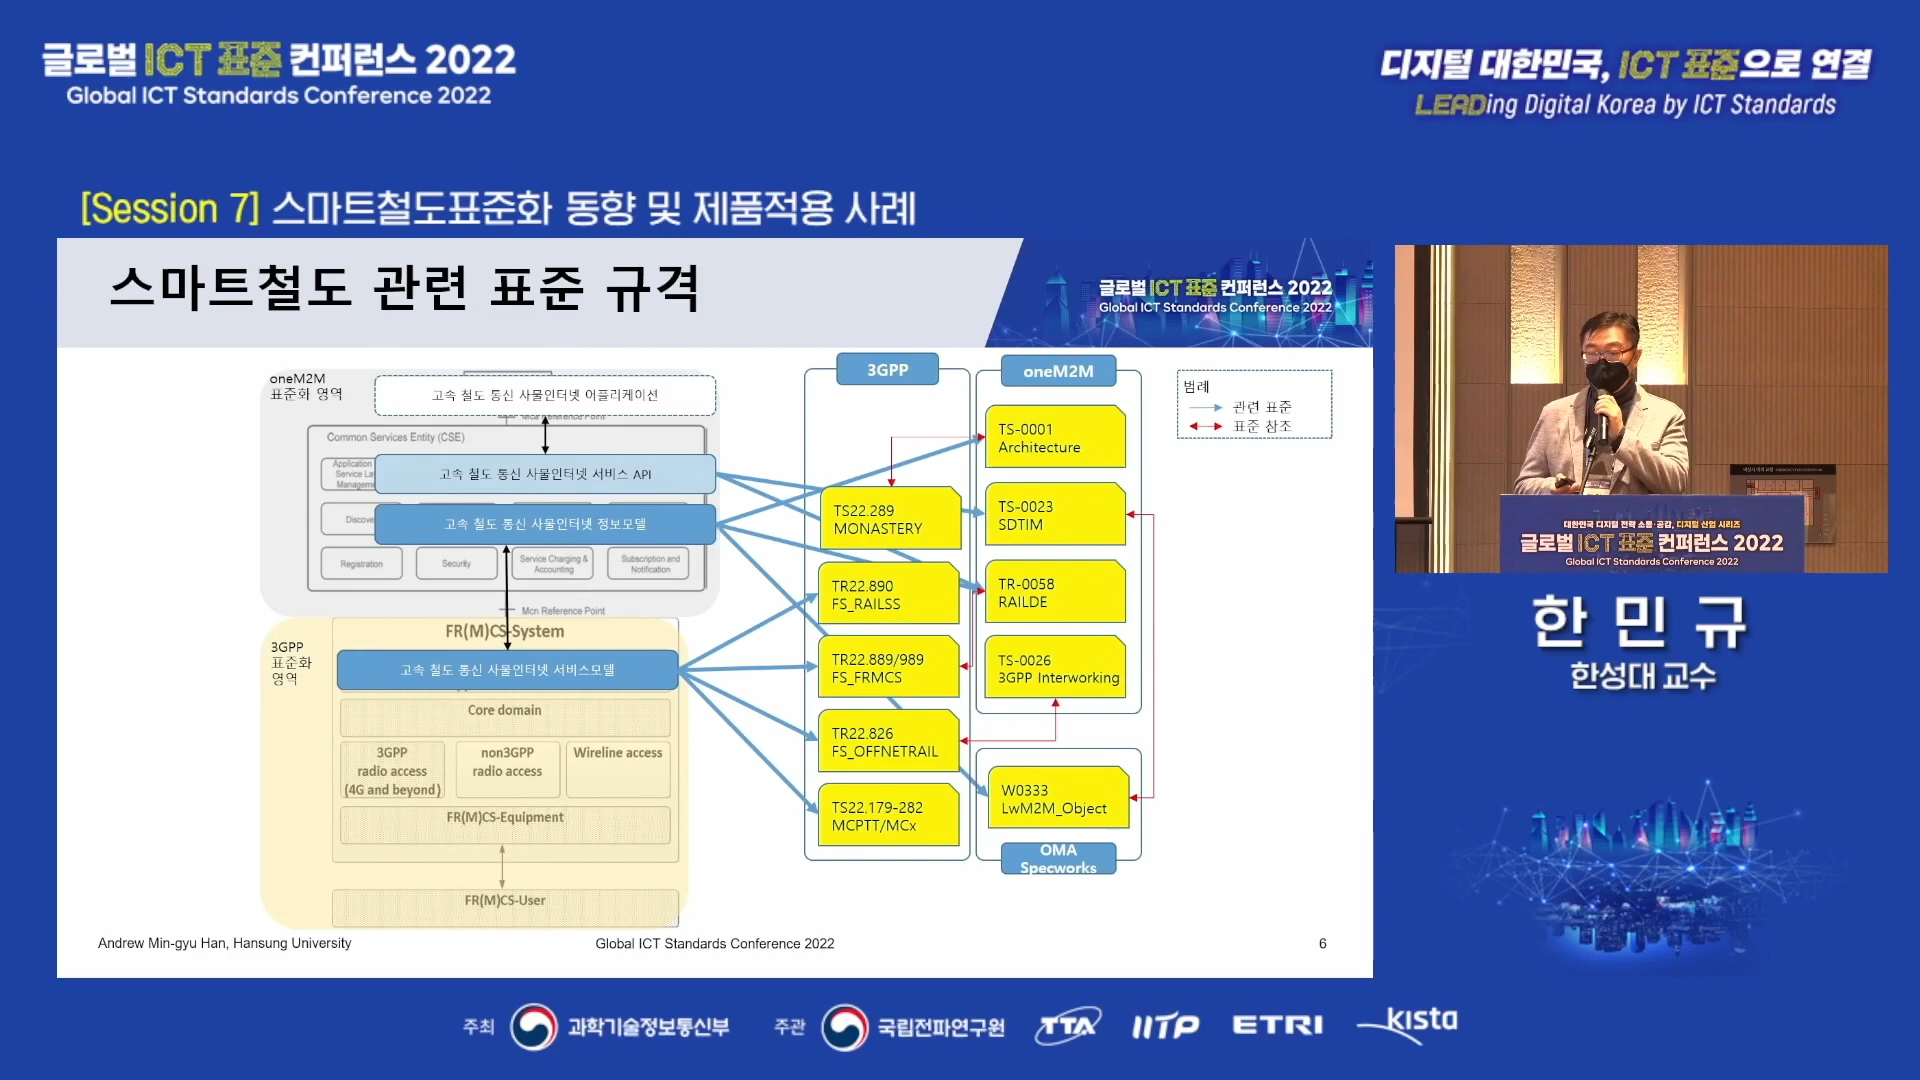 글로벌 ICT 표준 컨퍼런스 2022
Global ICT Standards Conference 2022
디지털 대한민국, ICT 표준으로 연결
LEADing Digital Korea by ICT Standards
[Session 7] 스마트철도표준화 동향 및 제품적용 사례
스마트철도 관련 표준 규격
글로벌 ICT 표준 컨퍼런스 2022
Global ICT Standards Conference 2022
oneM2M
표준화 영역
고속 철도 통신 사물인터넷 어플리케이션
Common Services Entity (CSE)
Application
고속 철도 통신 사물인터넷 서비스 API
고속 철도 통신 사물인터넷 정보모델
Registration
Security
Service Charging &
Accounting
Subscription and
Notification
Mcn Reference Point
3GPP
표준화
영역
FR(M)CS-System
고속 철도 통신 사물인터넷 서비스모델
Core domain
3GPP
radio access
(4G and beyond)
non3GPP
radio access
Wireline access
FR(M)CS-Equipment
FR(M)CS-User
3GPP
TS22.289
MONASTERY
TR22.890
FS_RAILSS
TR22.889/989
FS_FRMCS
TR22.826
FS_OFFNETRAIL
TS22.179-282
MCPTT/MCx
oneM2M
TS-0001
Architecture
TS-0023
SDTIM
TR-0058
RAILDE
TS-0026
3GPP Interworking
W0333
LwM2M_Object
OMA
Specworks
범례
관련 표준
표준 참조
Andrew Min-gyu Han, Hansung University
Global ICT Standards Conference 2022
6
대한민국 디지털 전략 소통·공감, 디지털 산업 시리즈
글로벌 ICT 표준 컨퍼런스 2022
Global ICT Standards Conference 2022
한 민 규
한성대 교수
주최 과학기술정보통신부
주관 국립전파연구원
TTA
IITP
ETRI
kista